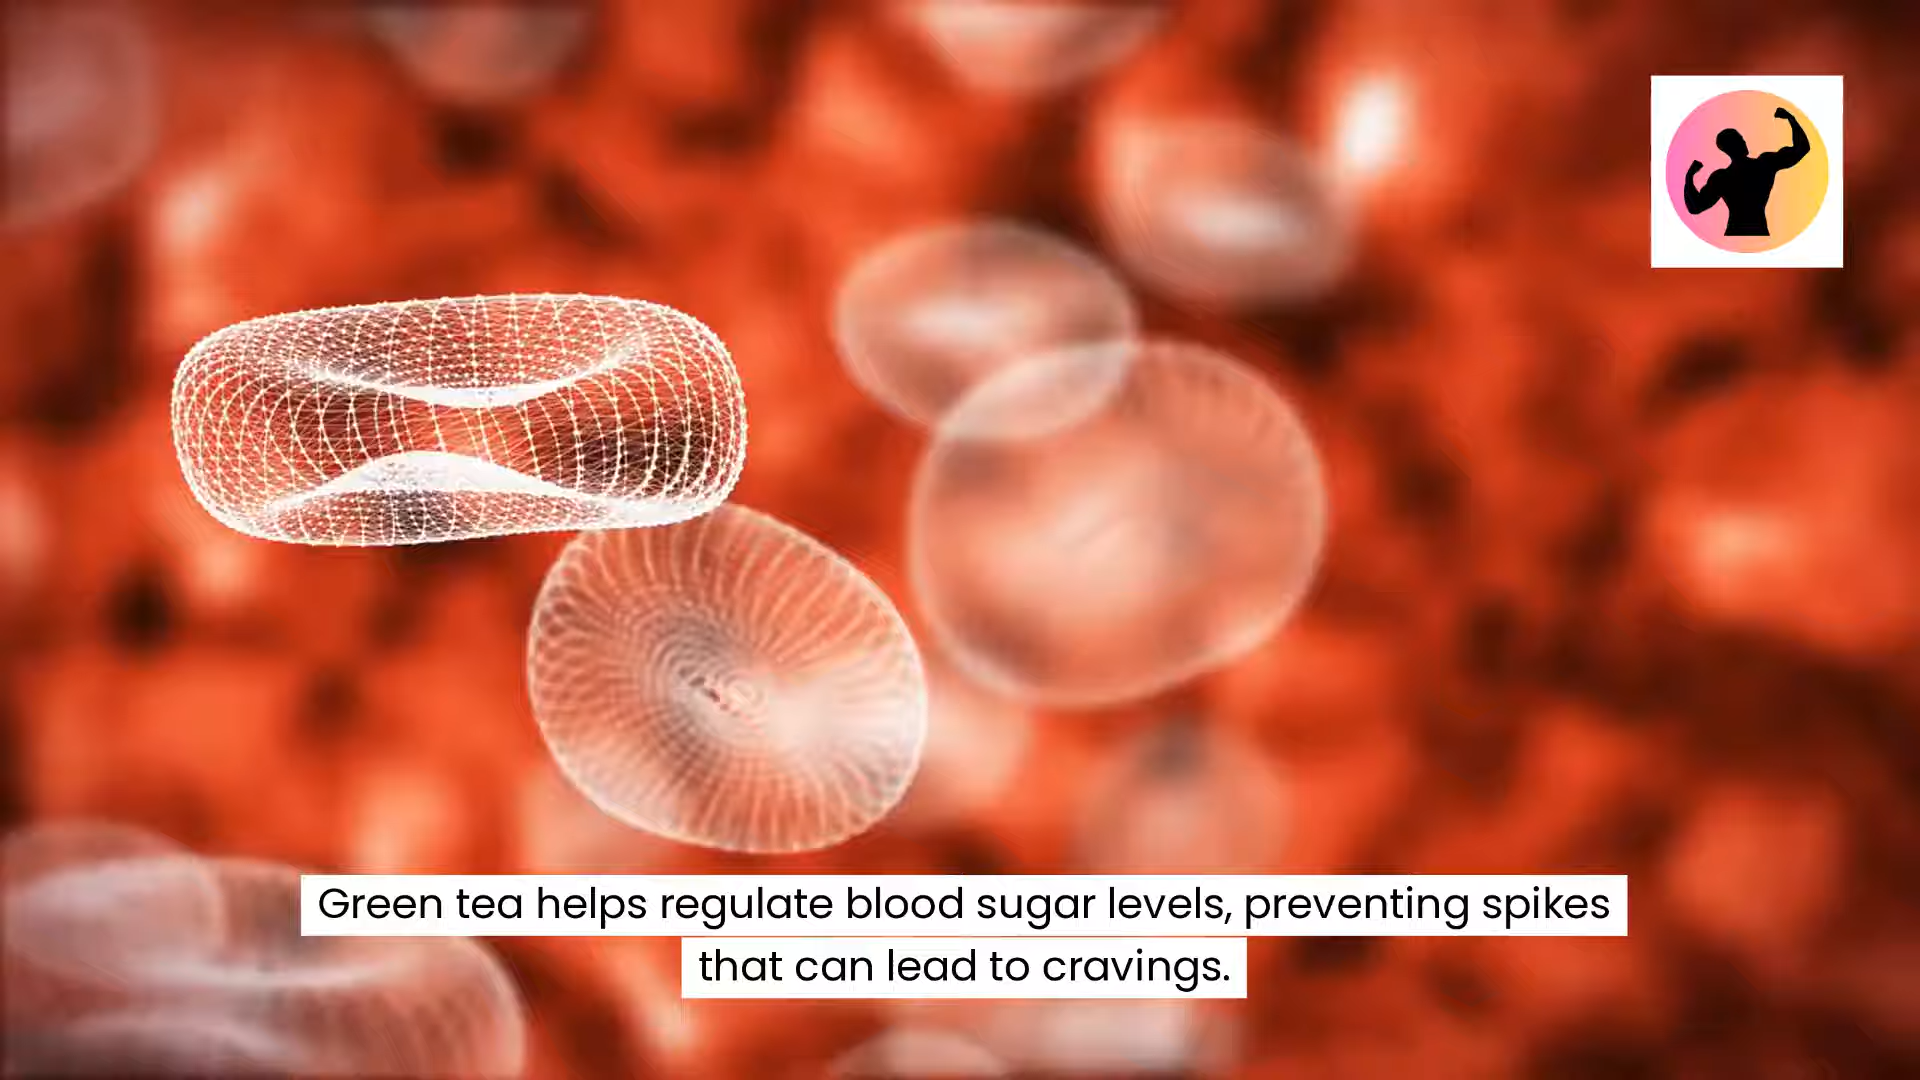 Green tea helps regulate blood sugar levels, preventing spikes
that can lead to cravings.